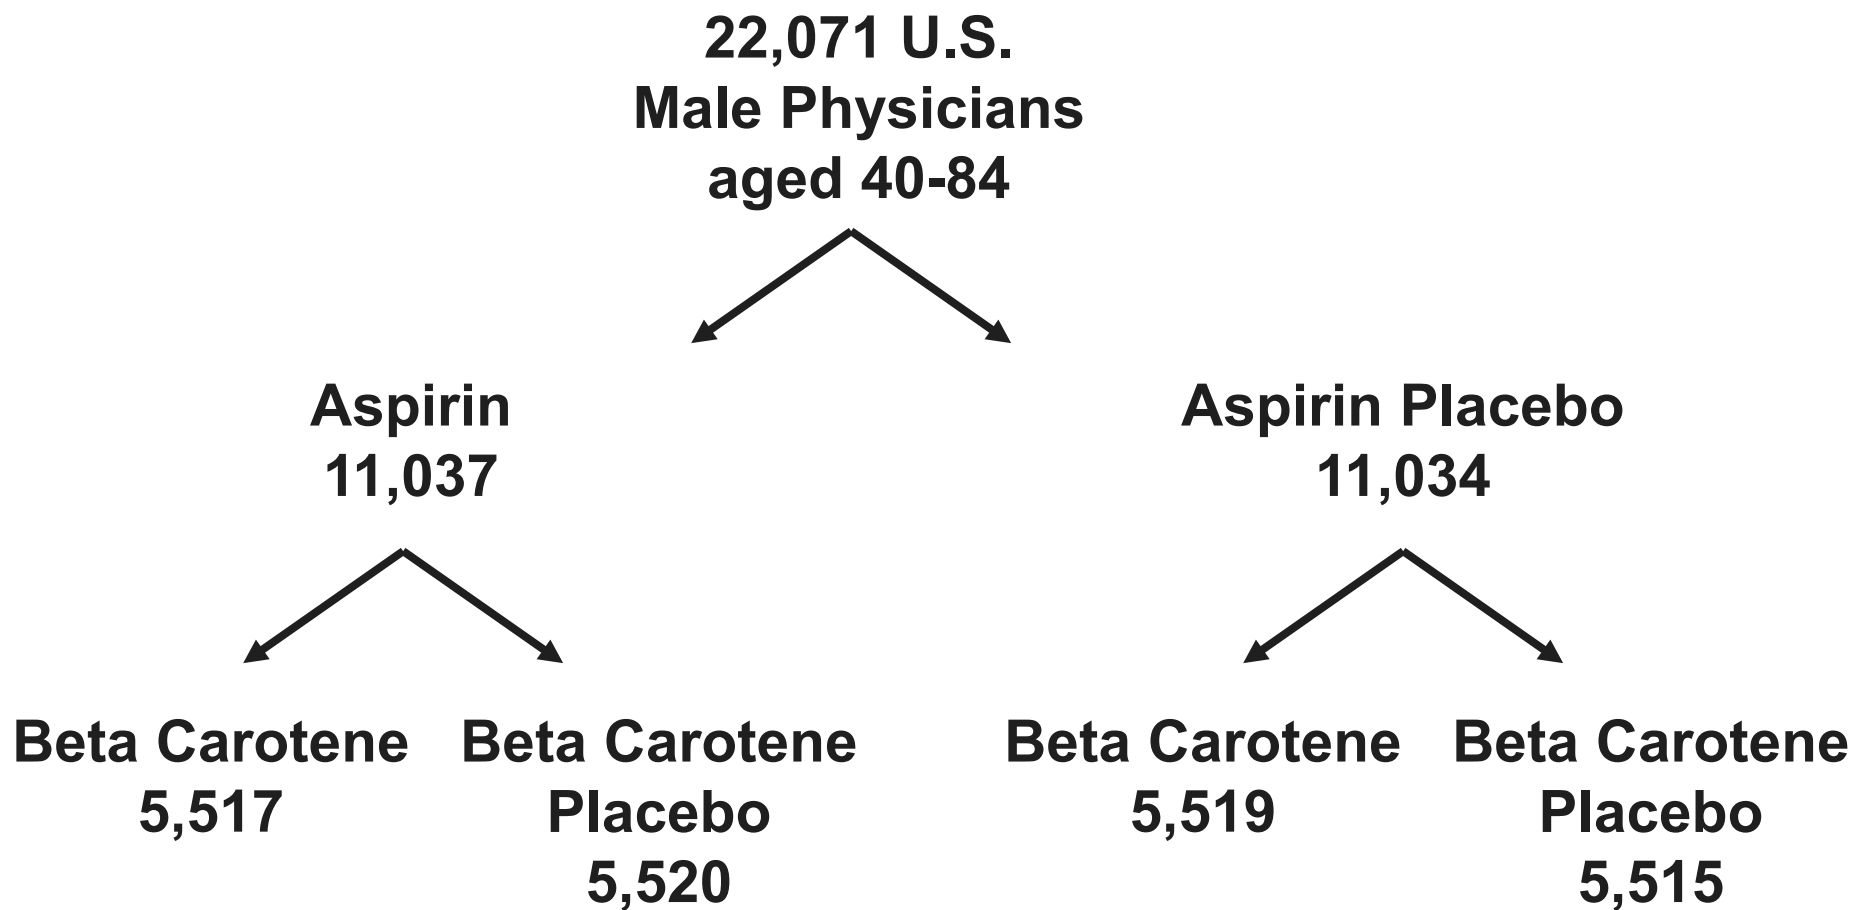 22,071 U.S.
Male Physicians
aged 40-84
Aspirin
11,037
Aspirin Placebo
11,034
Beta Carotene
5,517
Beta Carotene
Placebo
5,520
Beta Carotene
5,519
Beta Carotene
Placebo
5,515